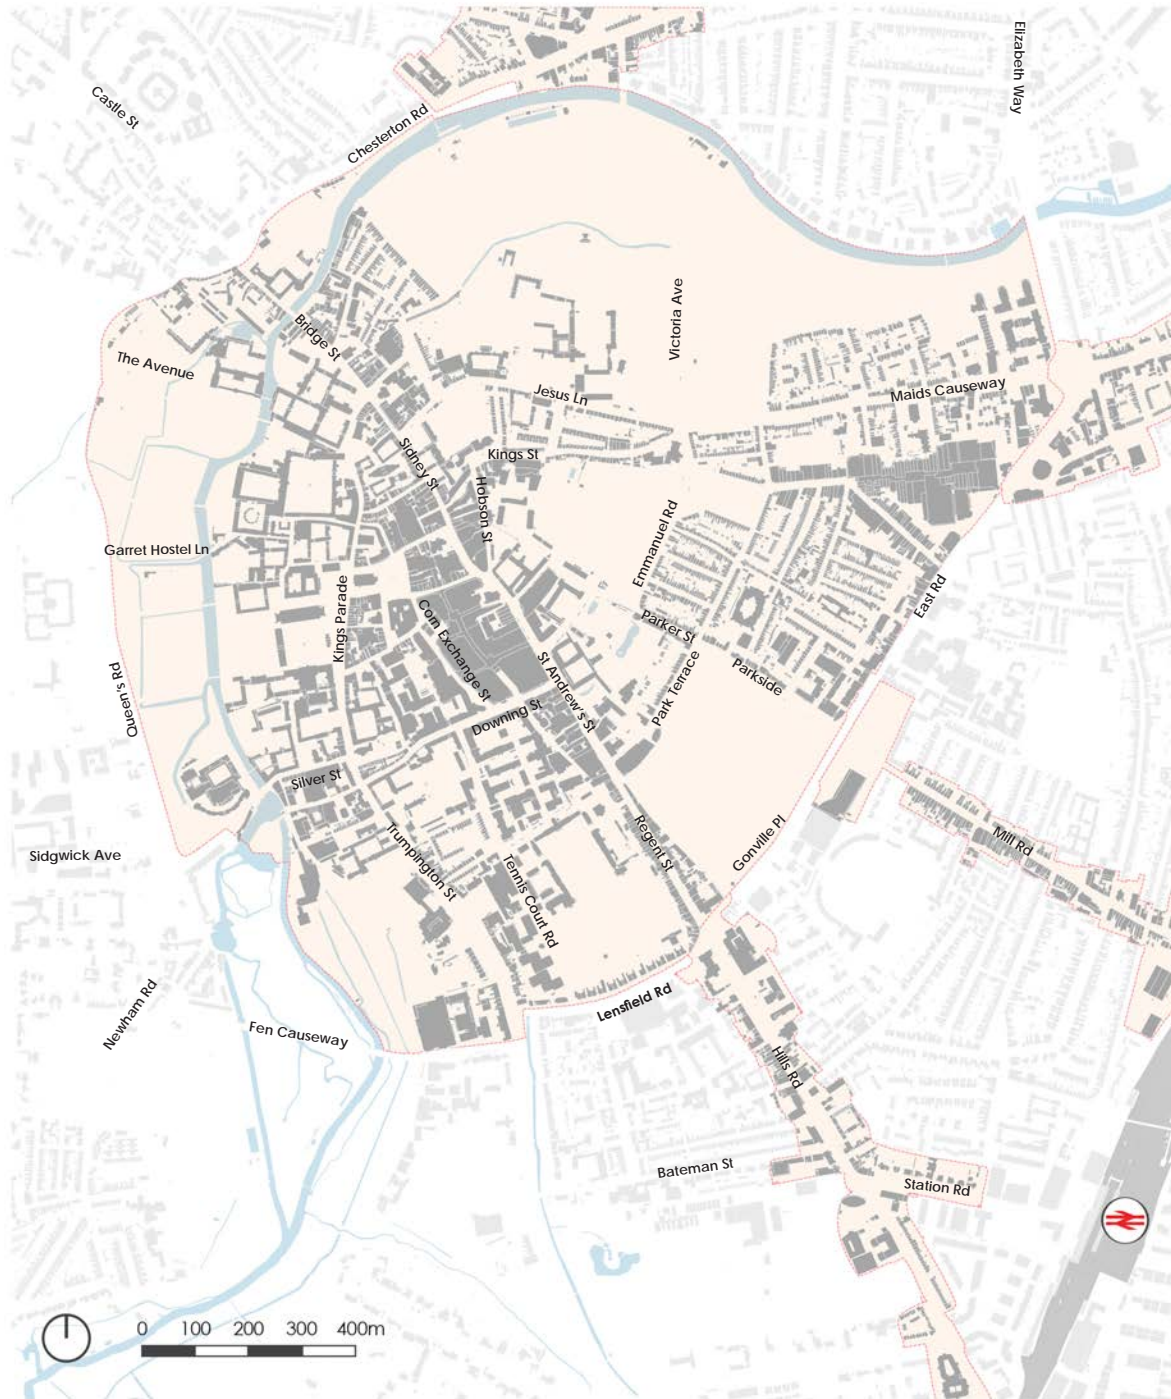 Elizabeth Way
Castle St
Chesterton Rd
Victoria Ave
Bridge St
The Avenue
Maids Causeway
Jesus Ln
Sidney St
Kings St
Hobson St
Emmanuel Rd
Garret Hostel Ln
Kings Parade
East Rd
Corn Exchange St
Parker St
Parkside
St Andrew's St
Park Terrace
Queen's Rd
Downing St
Silver St
Mill Rd
Sidgwick Ave
Trumpington St
Regent St
Gonville Pl
Tennis Court Rd
Newham Rd
Lensfield Rd
Fen Causeway
Hills Rd
Bateman St
Station Rd
0 100 200 300 400m